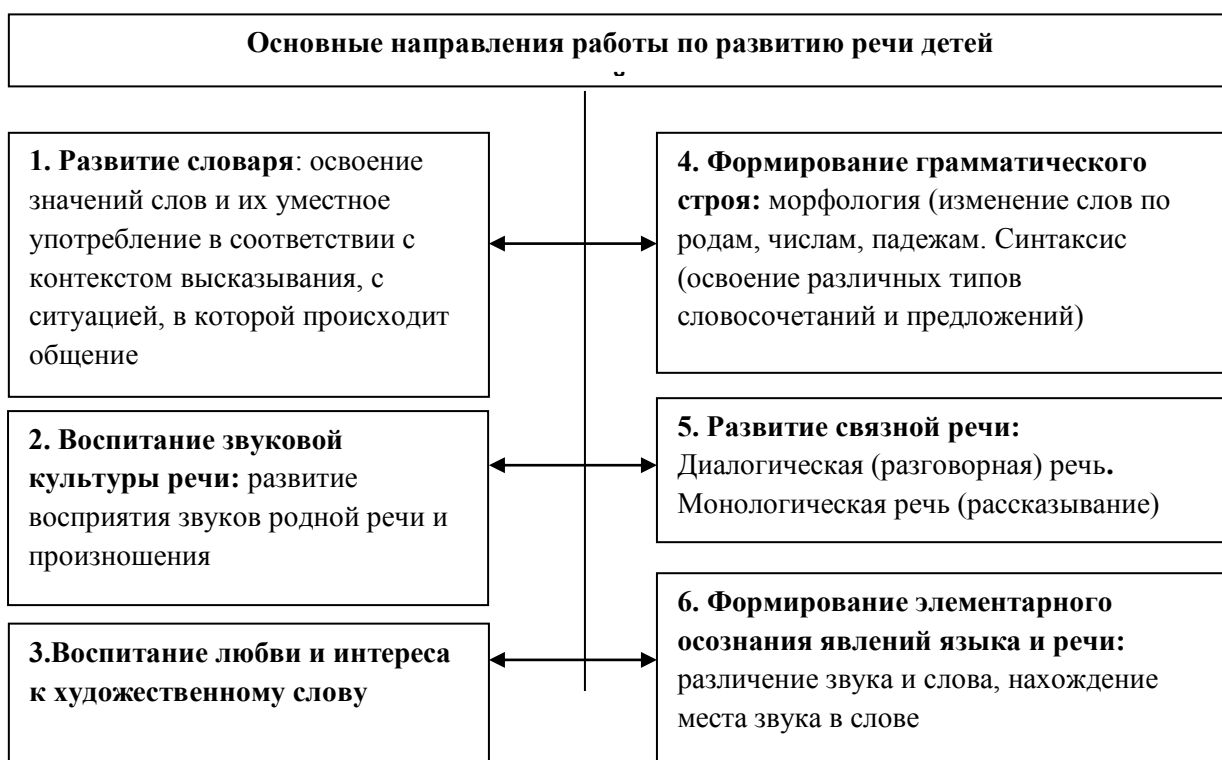 Основные направления работы по развитию речи детей
1. Развитие словаря: освоение
значений слов и их уместное
употребление в соответствии с
контекстом высказывания, с
ситуацией, в которой происходит
общение
2. Воспитание звуковой
культуры речи: развитие
восприятия звуков родной речи и
произношения
3.Воспитание любви и интереса
к художественному слову
4. Формирование грамматического
строя: морфология (изменение слов по
родам, числам, падежам. Синтаксис
(освоение различных типов
словосочетаний и предложений)
5. Развитие связной речи:
Диалогическая (разговорная) речь.
Монологическая речь (рассказывание)
6. Формирование элементарного
осознания явлений языка и речи:
различение звука и слова, нахождение
места звука в слове